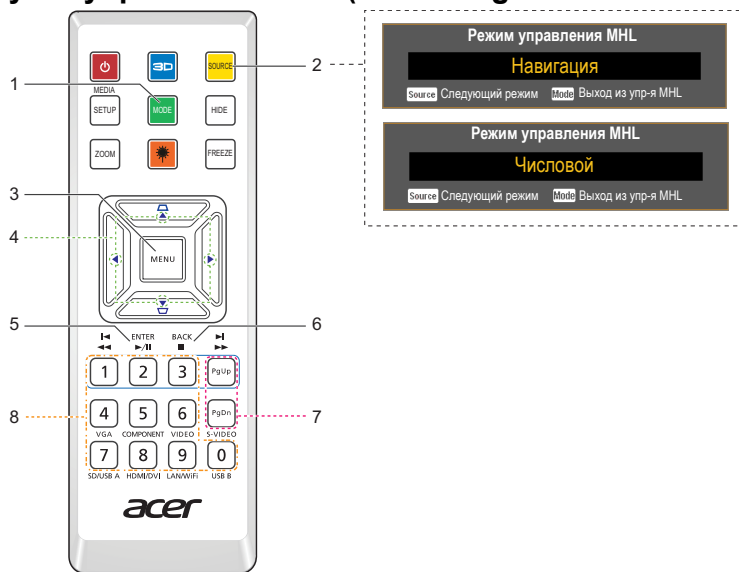 3D
SOURCE
MEDIA
SETUP
MODE
HIDE
ZOOM
FREEZE
MENU
ENTER
BACK
1
2
3
PgUp
4
5
6
PgDn
VGA
COMPONENT
VIDEO
S-VIDEO
7
8
9
0
SD/USB A
HDMI/DVI
LAN/WiFi
USB B
acer
1
2
3
4
5
6
7
8
Режим управления MHL
Навигация
Source Следующий режим Mode Выход из упр-я MHL
Режим управления MHL
Числовой
Source Следующий режим Mode Выход из упр-я MHL